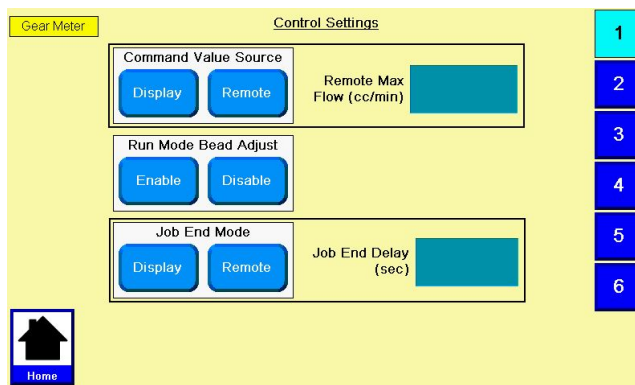 Gear Meter
Control Settings
1
Command Value Source
Display Remote
Remote Max
Flow (cc/min)
2
Run Mode Bead Adjust
Enable Disable
3
4
Job End Mode
Display Remote
Job End Delay
(sec)
5
6
Home